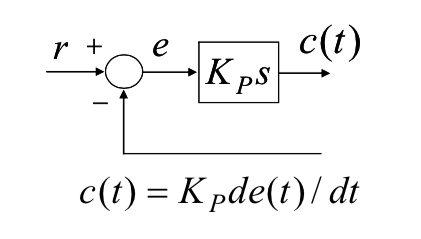 r + e c(t)
K_P s
−
c(t) = K_P de(t) / dt